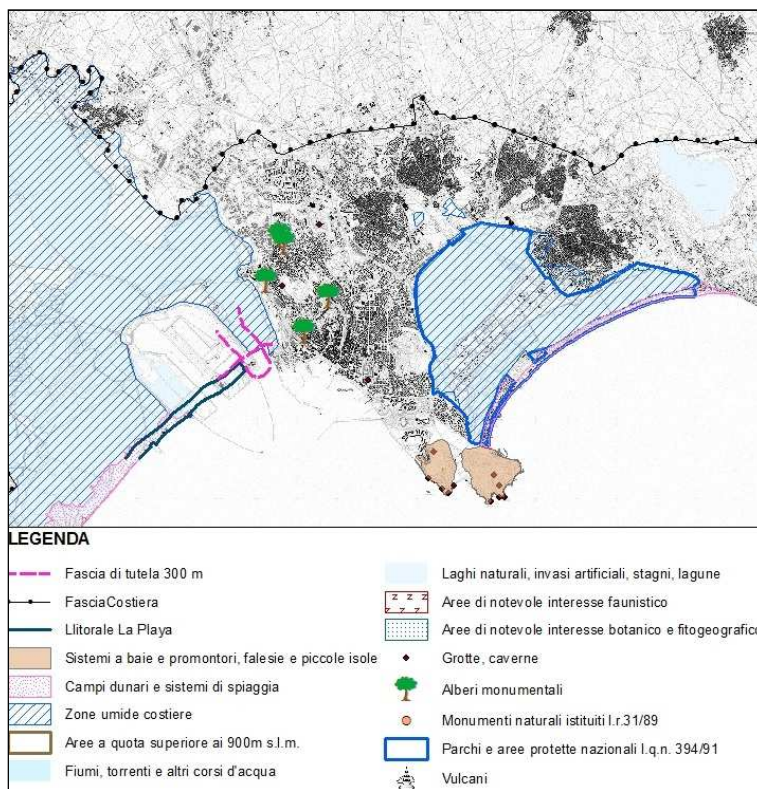 LEGENDA
Fascia di tutela 300 m
FasciaCostiera
Llitorale La Playa
Sistemi a baie e promontori, falesie e piccole isole
Campi dunari e sistemi di spiaggia
Zone umide costiere
Aree a quota superiore ai 900m s.l.m.
Fiumi, torrenti e altri corsi d'acqua
Laghi naturali, invasi artificiali, stagni, lagune
Aree di notevole interesse faunistico
Aree di notevole interesse botanico e fitogeografico
Grotte, caverne
Alberi monumentali
Monumenti naturali istituiti l.r.31/89
Parchi e aree protette nazionali l.q.n. 394/91
Vulcani